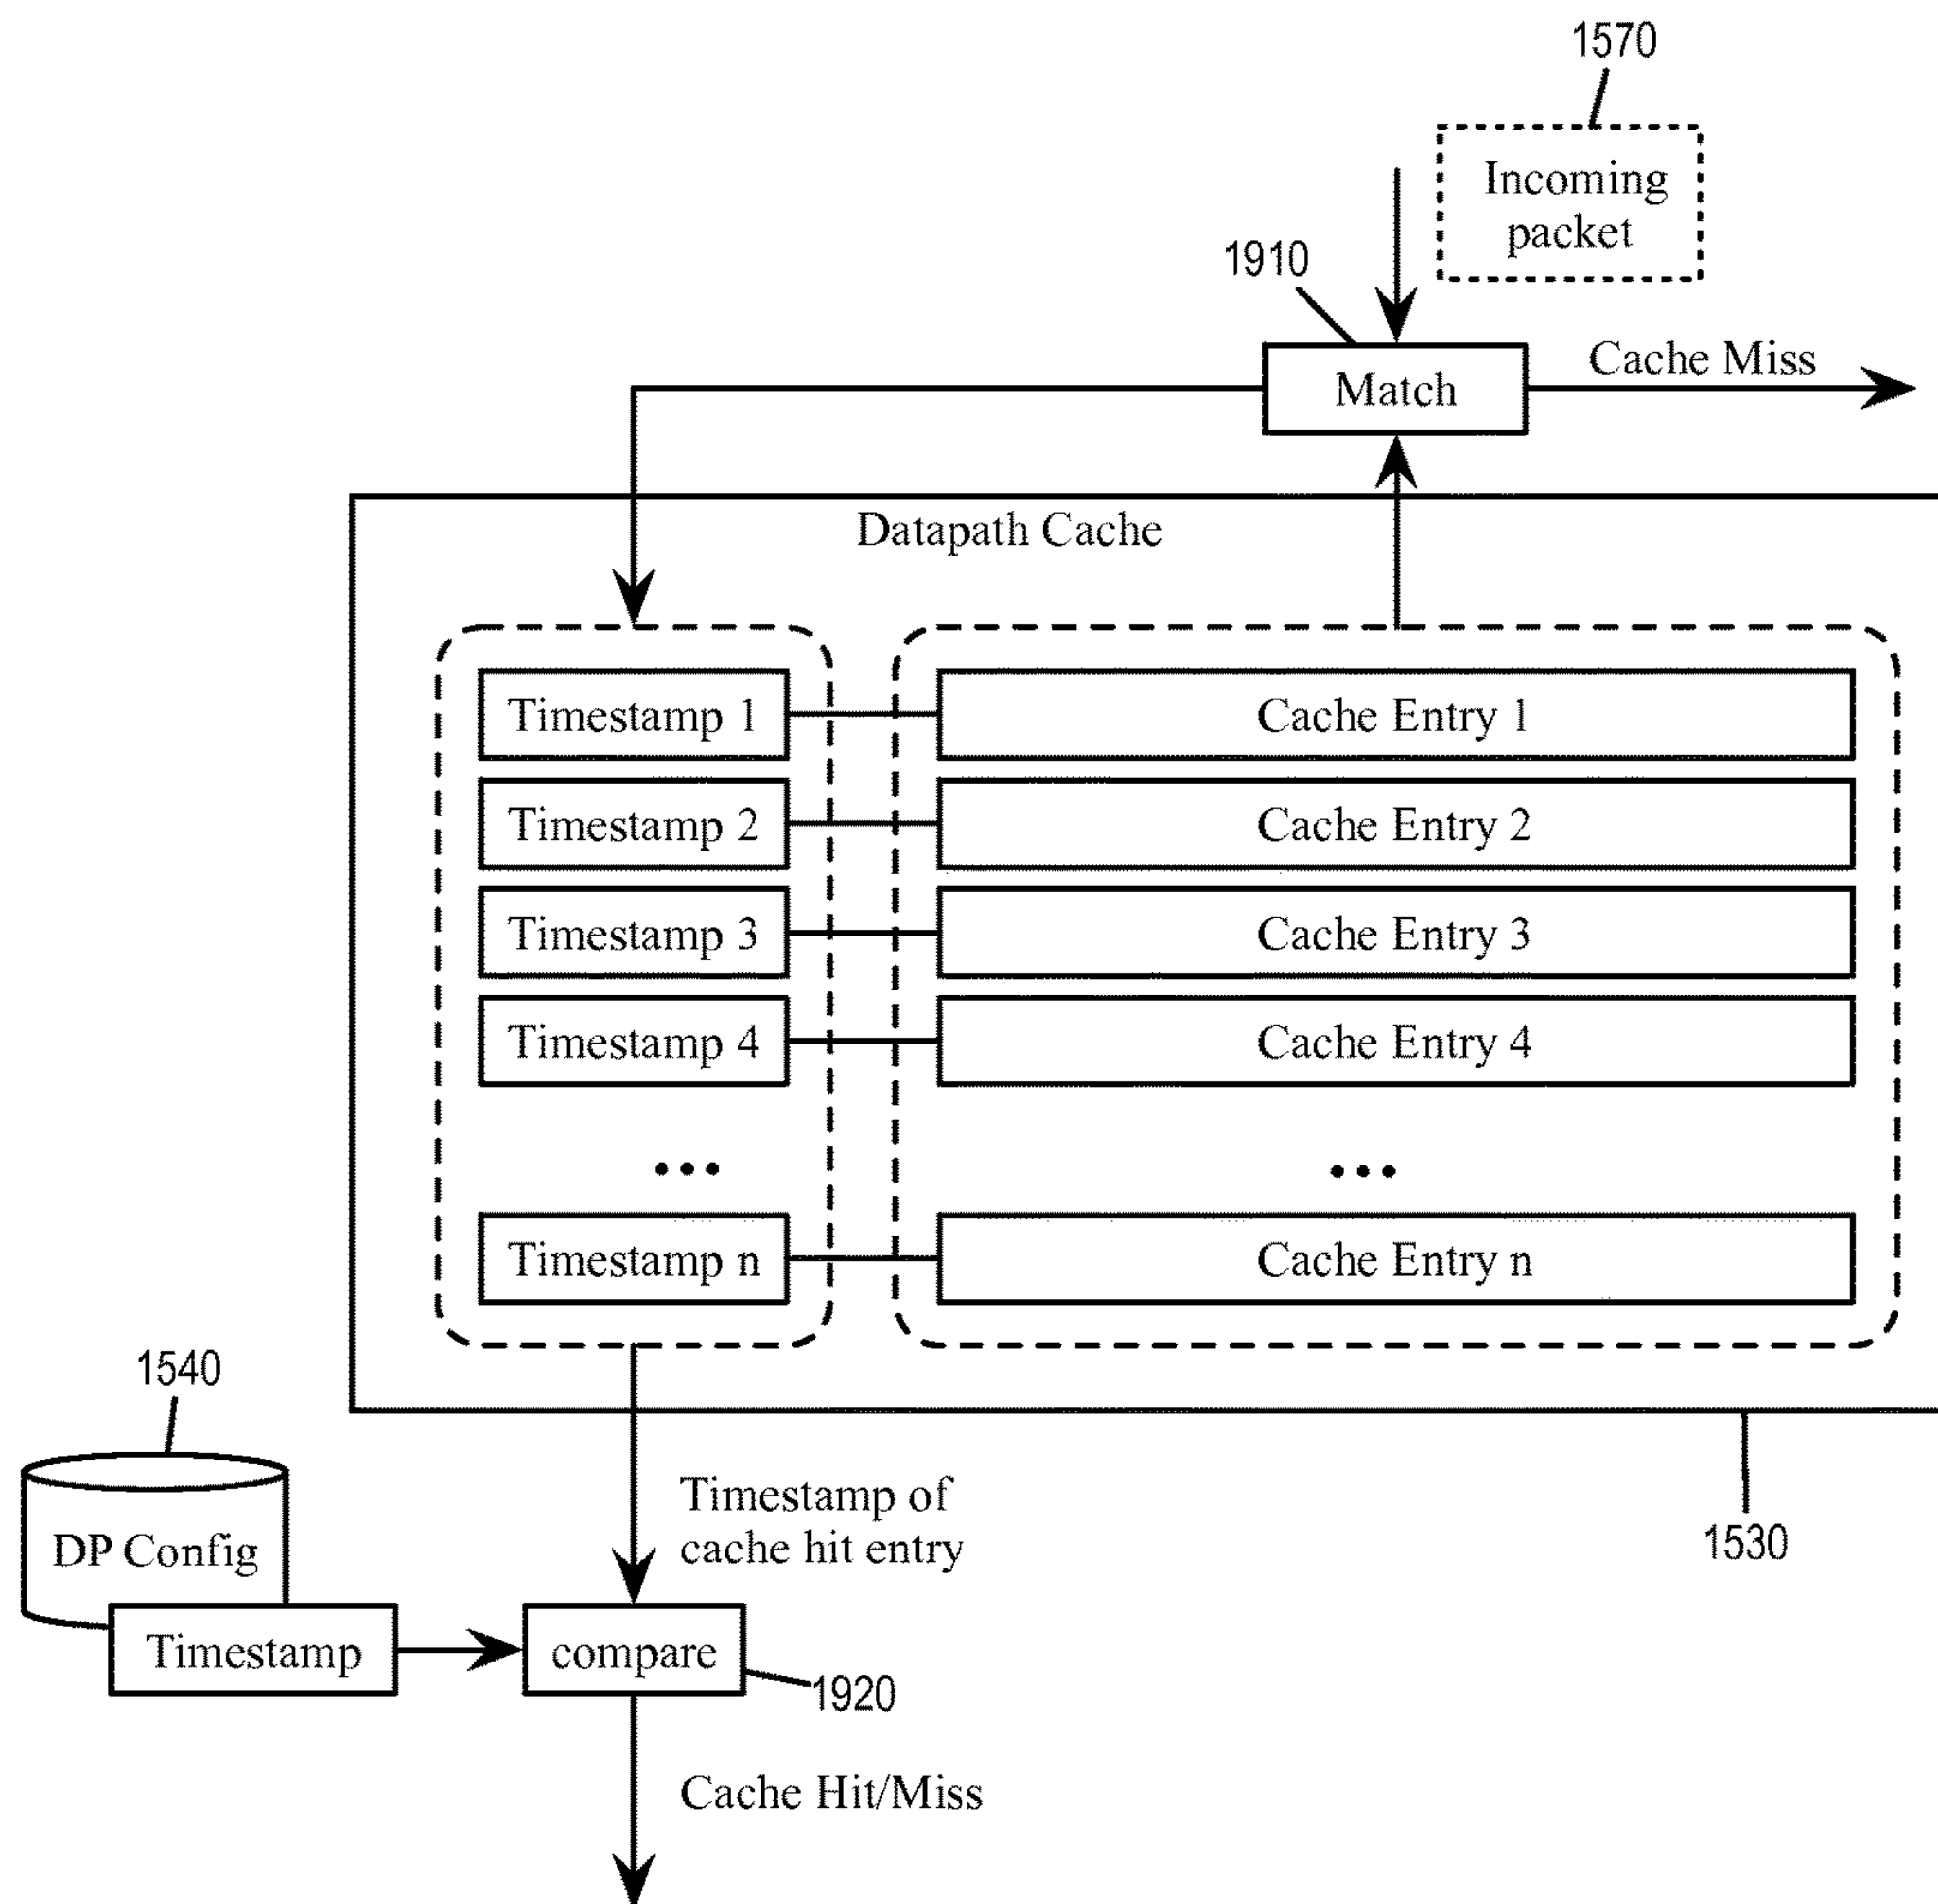 1570
Incoming
packet
1910
Match
Cache Miss
Datapath Cache
Timestamp 1
Cache Entry 1
Timestamp 2
Cache Entry 2
Timestamp 3
Cache Entry 3
Timestamp 4
Cache Entry 4
...
...
Timestamp n
Cache Entry n
1540
DP Config
Timestamp
Timestamp of
cache hit entry
1530
compare
1920
Cache Hit/Miss